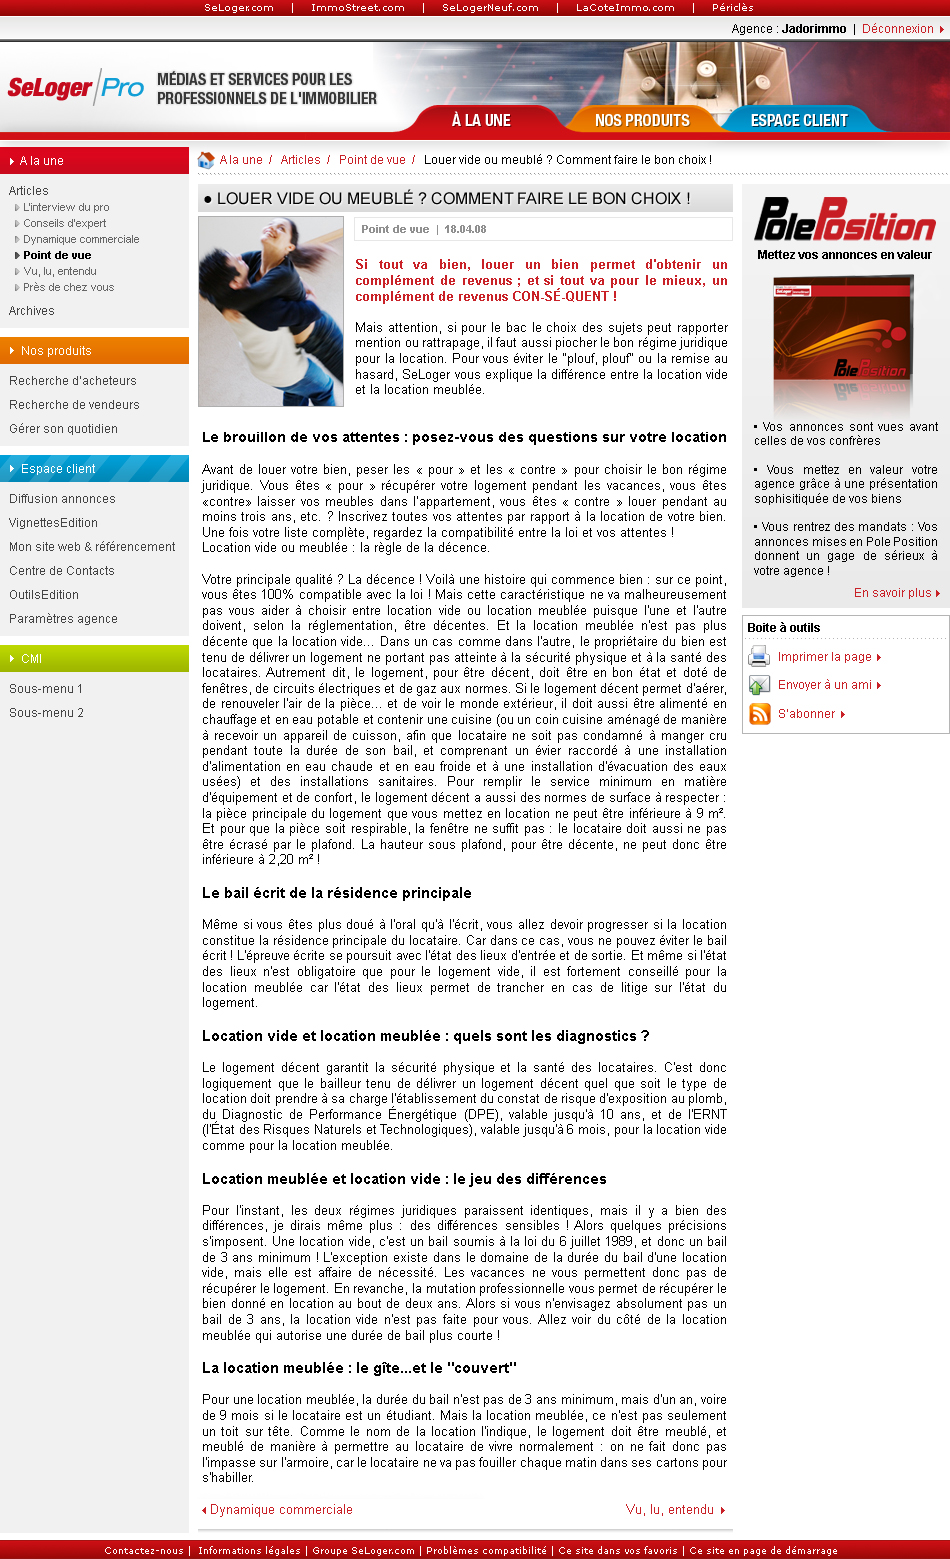 SeLoger.com | ImmoStreet.com | SeLogerNeuf.com | LaCoteImmo.com | Périclès
Agence : Jadorimmo | Déconnexion
SeLoger/Pro
MÉDIAS ET SERVICES POUR LES
PROFESSIONNELS DE L'IMMOBILIER
À LA UNE
NOS PRODUITS
ESPACE CLIENT
A la une
Articles
L'interview du pro
Conseils d'expert
Dynamique commerciale
Point de vue
Vu, lu, entendu
Près de chez vous
Archives
Nos produits
Recherche d'acheteurs
Recherche de vendeurs
Gérer son quotidien
Espace client
Diffusion annonces
VignettesEdition
Mon site web & référencement
Centre de Contacts
OutilsEdition
Paramètres agence
CMI
Sous-menu 1
Sous-menu 2
A la une / Articles / Point de vue / Louer vide ou meublé ? Comment faire le bon choix !
● LOUER VIDE OU MEUBLÉ ? COMMENT FAIRE LE BON CHOIX !
Point de vue | 18.04.08
Si tout va bien, louer un bien permet d'obtenir un
complément de revenus ; et si tout va pour le mieux, un
complément de revenus CON-SÉ-QUENT !
Mais attention, si pour le bac le choix des sujets peut rapporter
mention ou rattrapage, il faut aussi piocher le bon régime juridique
pour la location. Pour vous éviter le "plouf, plouf" ou la remise au
hasard, SeLoger vous explique la différence entre la location vide
et la location meublée.
Le brouillon de vos attentes : posez-vous des questions sur votre location
Avant de louer votre bien, peser les « pour » et les « contre » pour choisir le bon régime
juridique. Vous êtes « pour » récupérer votre logement pendant les vacances, vous êtes
«contre» laisser vos meubles dans l'appartement, vous êtes « contre » louer pendant au
moins trois ans, etc. ? Inscrivez toutes vos attentes par rapport à la location de votre bien.
Une fois votre liste complète, regardez la compatibilité entre la loi et vos attentes !
Location vide ou meublée : la règle de la décence.
Votre principale qualité ? La décence ! Voilà une histoire qui commence bien : sur ce point,
vous êtes 100% compatible avec la loi ! Mais cette caractéristique ne va malheureusement
pas vous aider à choisir entre location vide ou location meublée puisque l'une et l'autre
doivent, selon la réglementation, être décentes. Et la location meublée n'est pas plus
décente que la location vide... Dans un cas comme dans l'autre, le propriétaire du bien est
tenu de délivrer un logement ne portant pas atteinte à la sécurité physique et à la santé des
locataires. Autrement dit, le logement, pour être décent, doit être en bon état et doté de
fenêtres, de circuits électriques et de gaz aux normes. Si le logement décent permet d'aérer,
de renouveler l'air de la pièce... et de voir le monde extérieur, il doit aussi être alimenté en
chauffage et en eau potable et contenir une cuisine (ou un coin cuisine aménagé de manière
à recevoir un appareil de cuisson, afin que locataire ne soit pas condamné à manger cru
pendant toute la durée de son bail, et comprenant un évier raccordé à une installation
d'alimentation en eau chaude et en eau froide et à une installation d'évacuation des eaux
usées) et des installations sanitaires. Pour remplir le service minimum en matière
d'équipement et de confort, le logement décent a aussi des normes de surface à respecter :
la pièce principale du logement que vous mettez en location ne peut être inférieure à 9 m².
Et pour que la pièce soit respirable, la fenêtre ne suffit pas : le locataire doit aussi ne pas
être écrasé par le plafond. La hauteur sous plafond, pour être décente, ne peut donc être
inférieure à 2,20 m² !
Le bail écrit de la résidence principale
Même si vous êtes plus doué à l'oral qu'à l'écrit, vous allez devoir progresser si la location
constitue la résidence principale du locataire. Car dans ce cas, vous ne pouvez éviter le bail
écrit ! L'épreuve écrite se poursuit avec l'état des lieux d'entrée et de sortie. Et même si l'état
des lieux n'est obligatoire que pour le logement vide, il est fortement conseillé pour la
location meublée car l'état des lieux permet de trancher en cas de litige sur l'état du
logement.
Location vide et location meublée : quels sont les diagnostics ?
Le logement décent garantit la sécurité physique et la santé des locataires. C'est donc
logiquement que le bailleur tenu de délivrer un logement décent quel que soit le type de
location doit prendre à sa charge l'établissement du constat de risque d'exposition au plomb,
du Diagnostic de Performance Énergétique (DPE), valable jusqu'à 10 ans, et de l'ERNT
(l'État des Risques Naturels et Technologiques), valable jusqu'à 6 mois, pour la location vide
comme pour la location meublée.
Location meublée et location vide : le jeu des différences
Pour l'instant, les deux régimes juridiques paraissent identiques, mais il y a bien des
différences, je dirais même plus : des différences sensibles ! Alors quelques précisions
s'imposent. Une location vide, c'est un bail soumis à la loi du 6 juillet 1989, et donc un bail
de 3 ans minimum ! L'exception existe dans le domaine de la durée du bail d'une location
vide, mais elle est affaire de nécessité. Les vacances ne vous permettent donc pas de
récupérer le logement. En revanche, la mutation professionnelle vous permet de récupérer le
bien donné en location au bout de deux ans. Alors si vous n'envisagez absolument pas un
bail de 3 ans, la location vide n'est pas faite pour vous. Allez voir du côté de la location
meublée qui autorise une durée de bail plus courte !
La location meublée : le gîte...et le "couvert"
Pour une location meublée, la durée du bail n'est pas de 3 ans minimum, mais d'un an, voire
de 9 mois si le locataire est un étudiant. Mais la location meublée, ce n'est pas seulement
un toit sur tête. Comme le nom de la location l'indique, le logement doit être meublé, et
meublé de manière à permettre au locataire de vivre normalement : on ne fait donc pas
l'impasse sur l'armoire, car le locataire ne va pas fouiller chaque matin dans ses cartons pour
s'habiller.
Dynamique commerciale
Vu, lu, entendu
PolePosition
Mettez vos annonces en valeur
SeLoger
PolePosition
▪ Vos annonces sont vues avant
celles de vos confrères
▪ Vous mettez en valeur votre
agence grâce à une présentation
sophisitiquée de vos biens
▪ Vous rentrez des mandats : Vos
annonces mises en Pole Position
donnent un gage de sérieux à
votre agence !
En savoir plus
Boite à outils
Imprimer la page
Envoyer à un ami
S'abonner
Contactez-nous | Informations légales | Groupe SeLoger.com | Problèmes compatibilité | Ce site dans vos favoris | Ce site en page de démarrage